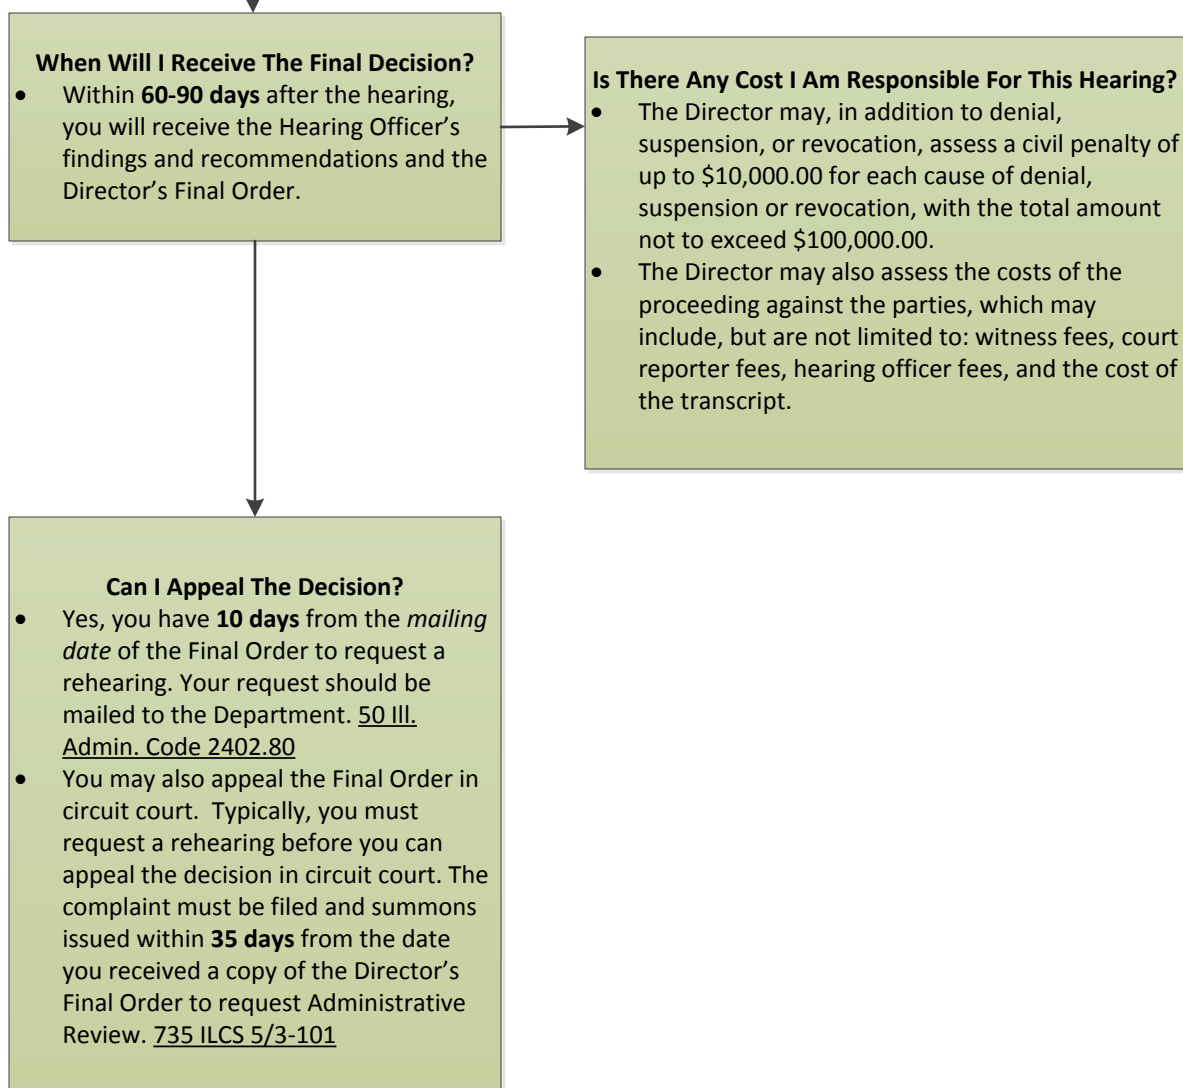 When Will I Receive The Final Decision?
• Within 60-90 days after the hearing,
you will receive the Hearing Officer's
findings and recommendations and the
Director's Final Order.
Is There Any Cost I Am Responsible For This Hearing?
• The Director may, in addition to denial,
suspension, or revocation, assess a civil penalty of
up to $10,000.00 for each cause of denial,
suspension or revocation, with the total amount
not to exceed $100,000.00.
• The Director may also assess the costs of the
proceeding against the parties, which may
include, but are not limited to: witness fees, court
reporter fees, hearing officer fees, and the cost of
the transcript.
Can I Appeal The Decision?
• Yes, you have 10 days from the mailing
date of the Final Order to request a
rehearing. Your request should be
mailed to the Department. 50 Ill.
Admin. Code 2402.80
• You may also appeal the Final Order in
circuit court.  Typically, you must
request a rehearing before you can
appeal the decision in circuit court. The
complaint must be filed and summons
issued within 35 days from the date
you received a copy of the Director's
Final Order to request Administrative
Review. 735 ILCS 5/3-101